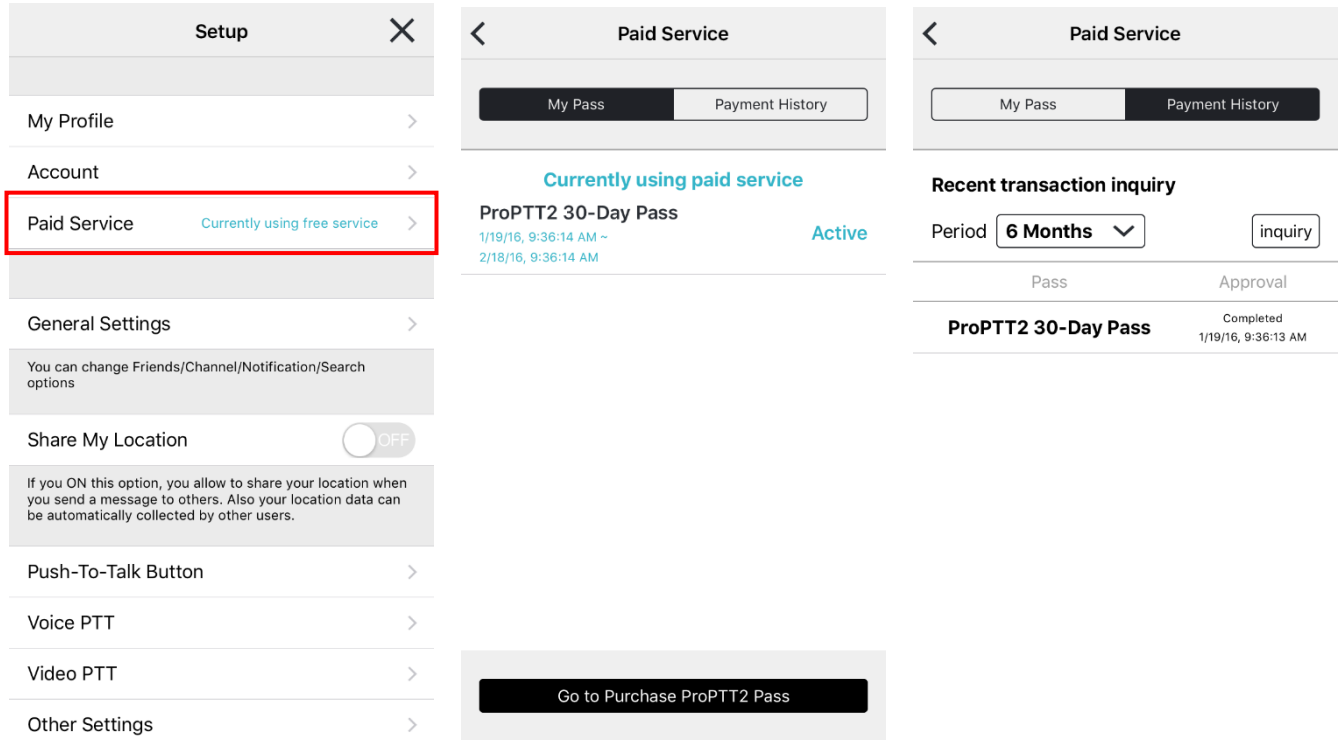 Setup
My Profile
Account
Paid Service Currently using free service
General Settings
You can change Friends/Channel/Notification/Search
options
Share My Location OFF
If you ON this option, you allow to share your location when
you send a message to others. Also your location data can
be automatically collected by other users.
Push-To-Talk Button
Voice PTT
Video PTT
Other Settings
Paid Service
My Pass Payment History
Currently using paid service
ProPTT2 30-Day Pass
1/19/16, 9:36:14 AM ~
2/18/16, 9:36:14 AM
Active
Go to Purchase ProPTT2 Pass
Paid Service
My Pass Payment History
Recent transaction inquiry
Period 6 Months inquiry
Pass Approval
ProPTT2 30-Day Pass
Completed
1/19/16, 9:36:13 AM